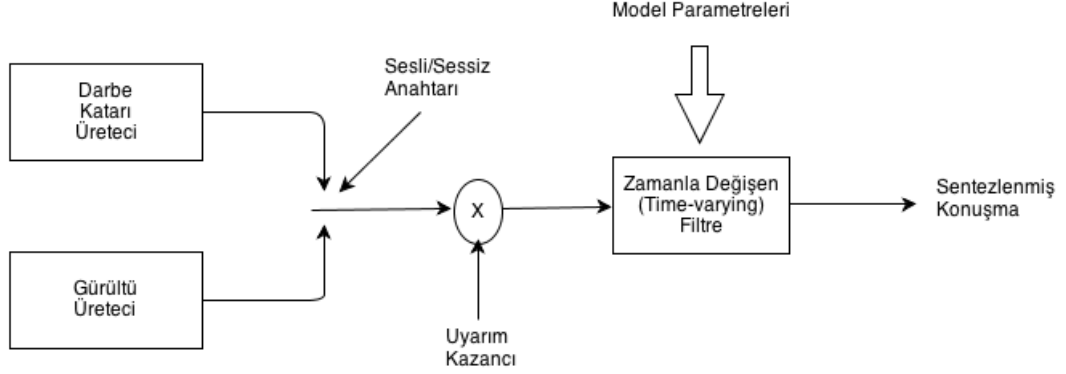 Model Parametreleri
Darbe
Katarı
Üreteci
Sesli/Sessiz
Anahtarı
Zamanla Değişen
(Time-varying)
Filtre
Sentezlenmiş
Konuşma
X
Gürültü
Üreteci
Uyarım
Kazancı